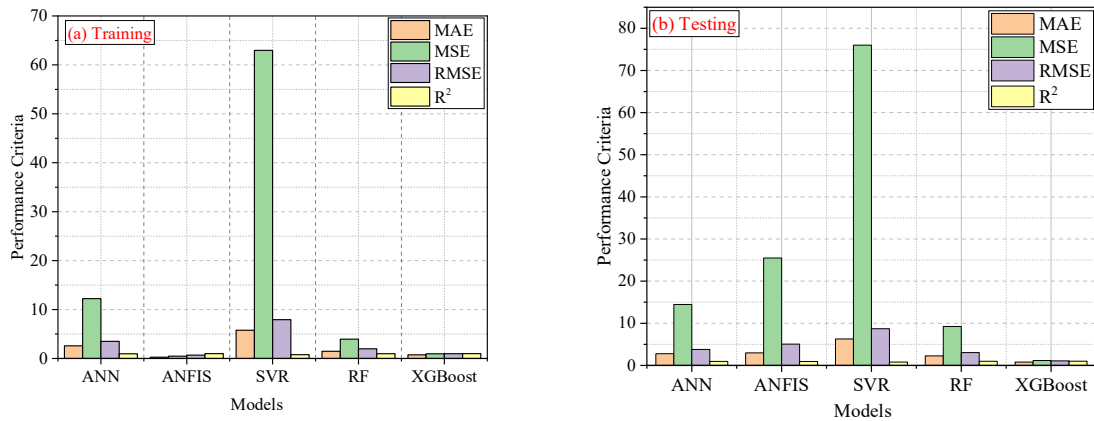 (a) Training
MAE
MSE
RMSE
R²
70
60
50
40
30
20
10
0
Performance Criteria
ANN ANFIS SVR RF XGBoost
Models
(b) Testing
MAE
MSE
RMSE
R²
80
70
60
50
40
30
20
10
0
Performance Criteria
ANN ANFIS SVR RF XGBoost
Models